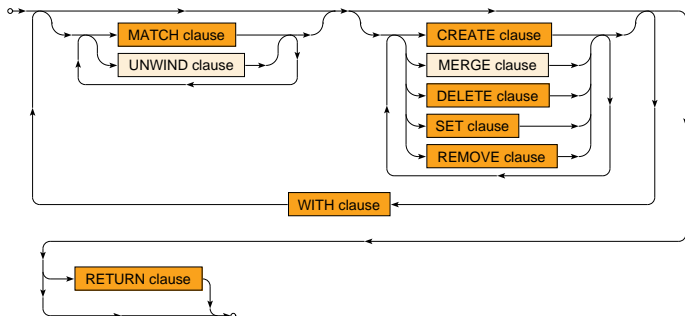 MATCH clause
UNWIND clause
CREATE clause
MERGE clause
DELETE clause
SET clause
REMOVE clause
WITH clause
RETURN clause